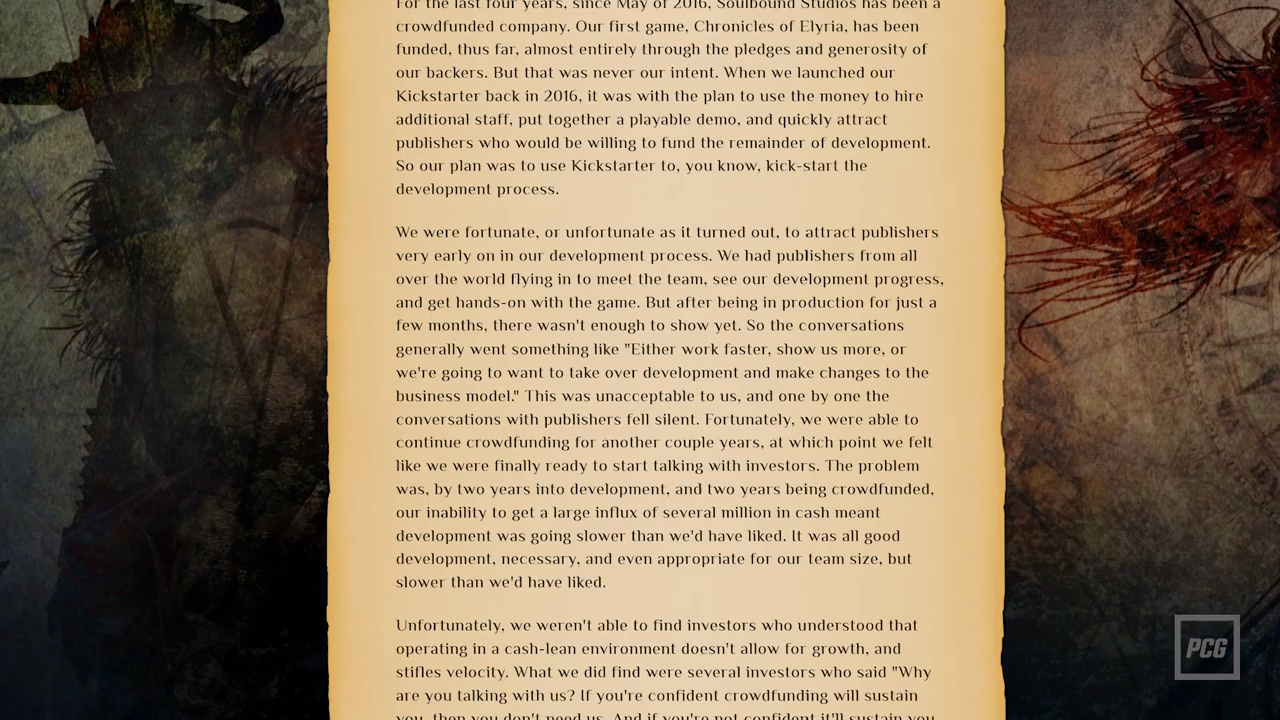 For the last four years, since May of 2016, Soulbound Studios has been a
crowdfunded company. Our first game, Chronicles of Elyria, has been
funded, thus far, almost entirely through the pledges and generosity of
our backers. But that was never our intent. When we launched our
Kickstarter back in 2016, it was with the plan to use the money to hire
additional staff, put together a playable demo, and quickly attract
publishers who would be willing to fund the remainder of development.
So our plan was to use Kickstarter to, you know, kick-start the
development process.
We were fortunate, or unfortunate as it turned out, to attract publishers
very early on in our development process. We had publishers from all
over the world flying in to meet the team, see our development progress,
and get hands-on with the game. But after being in production for just a
few months, there wasn't enough to show yet. So the conversations
generally went something like "Either work faster, show us more, or
we're going to want to take over development and make changes to the
business model." This was unacceptable to us, and one by one the
conversations with publishers fell silent. Fortunately, we were able to
continue crowdfunding for another couple years, at which point we felt
like we were finally ready to start talking with investors. The problem
was, by two years into development, and two years being crowdfunded,
our inability to get a large influx of several million in cash meant
development was going slower than we'd have liked. It was all good
development, necessary, and even appropriate for our team size, but
slower than we'd have liked.
Unfortunately, we weren't able to find investors who understood that
operating in a cash-lean environment doesn't allow for growth, and
stifles velocity. What we did find were several investors who said "Why
are you talking with us? If you're confident crowdfunding will sustain
you, then you don't need us. And if you're not confident it'll sustain you
PCG